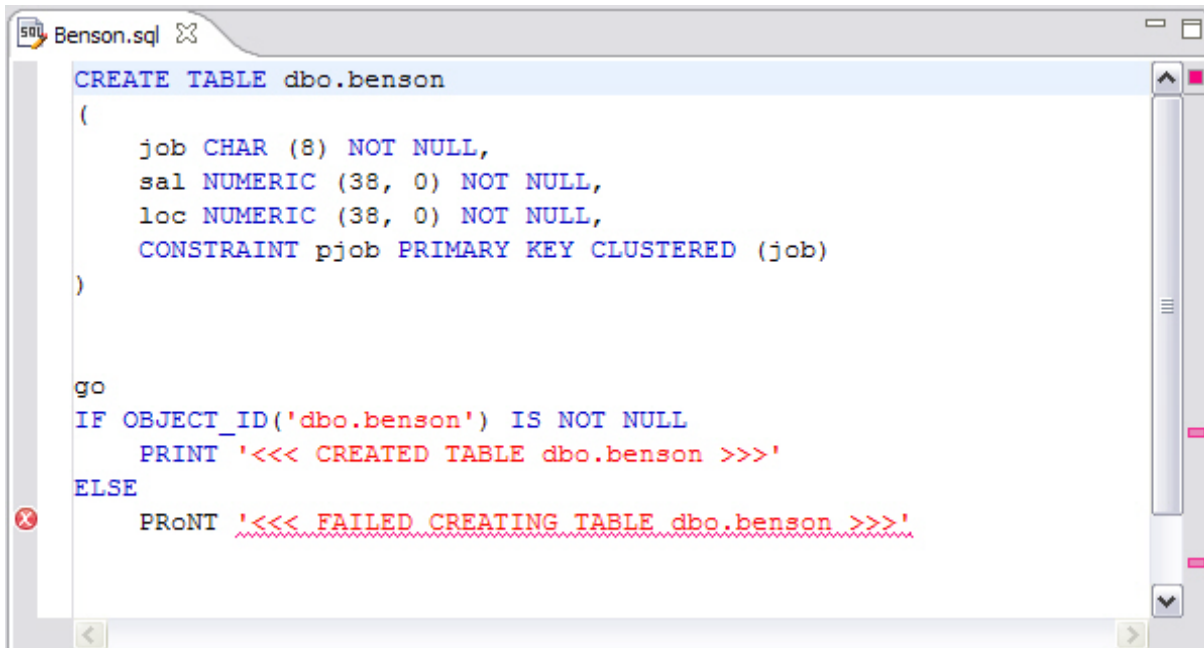 Benson.sql
CREATE TABLE dbo.benson
(
job CHAR (8) NOT NULL,
sal NUMERIC (38, 0) NOT NULL,
loc NUMERIC (38, 0) NOT NULL,
CONSTRAINT pjob PRIMARY KEY CLUSTERED (job)
)
go
IF OBJECT_ID('dbo.benson') IS NOT NULL
PRINT '<<< CREATED TABLE dbo.benson >>>'
ELSE
PRoNT '<<< FAILED CREATING TABLE dbo.benson >>>'